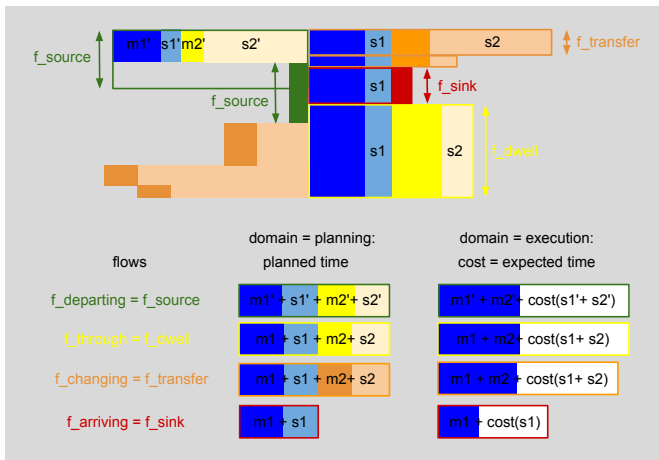 m1' s1' m2' s2' s1 s2
f_source f_transfer
f_source s1 f_sink
s1 s2 f_dwell
domain = planning: domain = execution:
flows planned time cost = expected time
f_departing = f_source m1' + s1' + m2'+ s2' m1' + m2' + cost(s1'+ s2')
f_through = f_dwell m1 + s1 + m2+ s2 m1 + m2+ cost(s1+ s2)
f_changing = f_transfer m1 + s1 + m2+ s2 m1 + m2 + cost(s1+ s2)
f_arriving = f_sink m1 + s1 m1 + cost(s1)